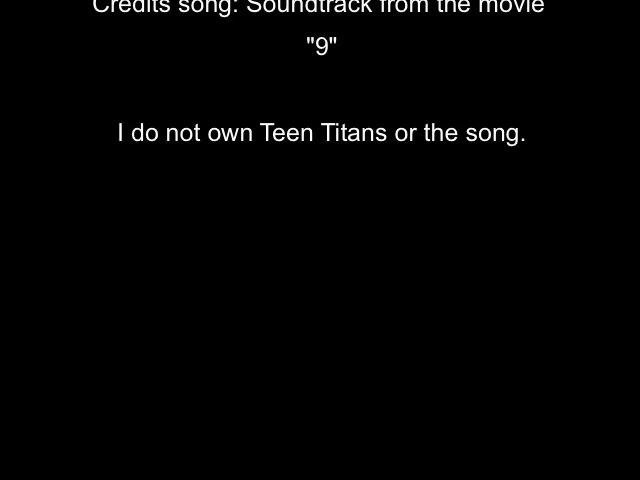 Credits song: Soundtrack from the movie
"9"
I do not own Teen Titans or the song.